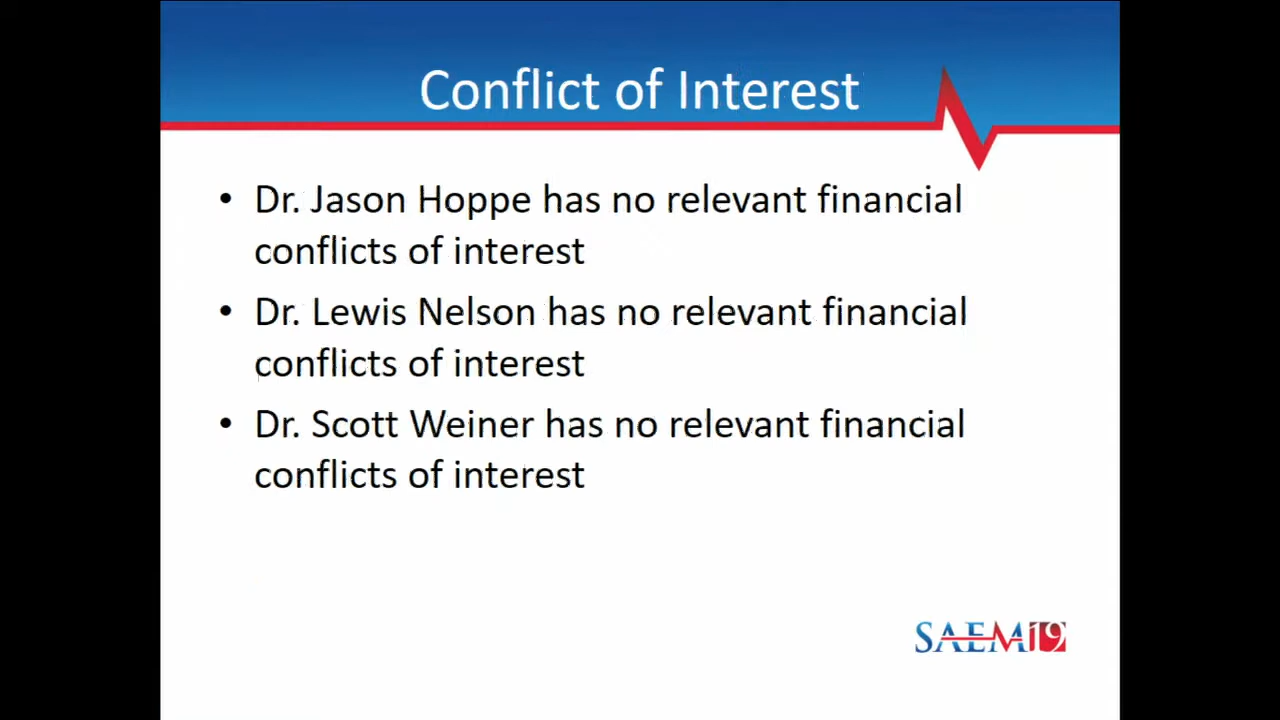 Conflict of Interest
• Dr. Jason Hoppe has no relevant financial
conflicts of interest
• Dr. Lewis Nelson has no relevant financial
conflicts of interest
• Dr. Scott Weiner has no relevant financial
conflicts of interest
SAEM19